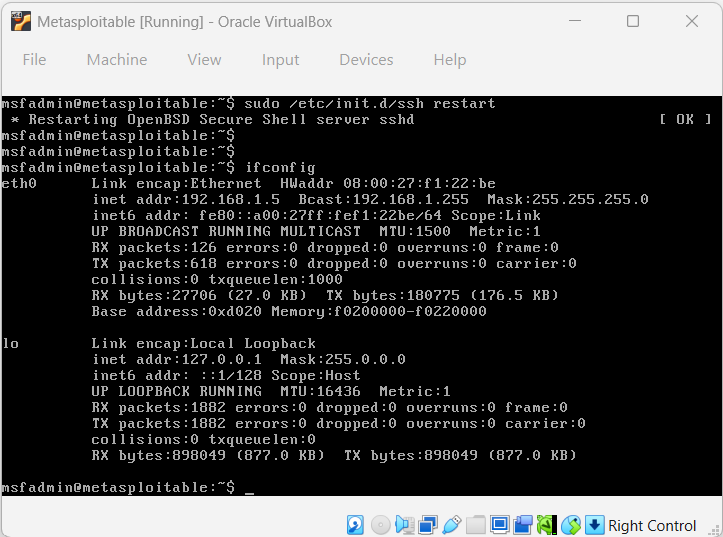 Metasploitable [Running] - Oracle VirtualBox
File Machine View Input Devices Help
msfadmin@metasploitable:~$ sudo /etc/init.d/ssh restart
 * Restarting OpenBSD Secure Shell server sshd [ OK ]
msfadmin@metasploitable:~$
msfadmin@metasploitable:~$
msfadmin@metasploitable:~$ ifconfig
eth0 Link encap:Ethernet HWaddr 08:00:27:f1:22:be
inet addr:192.168.1.5 Bcast:192.168.1.255 Mask:255.255.255.0
inet6 addr: fe80::a00:27ff:fef1:22be/64 Scope:Link
UP BROADCAST RUNNING MULTICAST MTU:1500 Metric:1
RX packets:126 errors:0 dropped:0 overruns:0 frame:0
TX packets:618 errors:0 dropped:0 overruns:0 carrier:0
collisions:0 txqueuelen:1000
RX bytes:27706 (27.0 KB) TX bytes:180775 (176.5 KB)
Base address:0xd020 Memory:f0200000-f0220000
lo Link encap:Local Loopback
inet addr:127.0.0.1 Mask:255.0.0.0
inet6 addr: ::1/128 Scope:Host
UP LOOPBACK RUNNING MTU:16436 Metric:1
RX packets:1882 errors:0 dropped:0 overruns:0 frame:0
TX packets:1882 errors:0 dropped:0 overruns:0 carrier:0
collisions:0 txqueuelen:0
RX bytes:898049 (877.0 KB) TX bytes:898049 (877.0 KB)
msfadmin@metasploitable:~$ _
Right Control